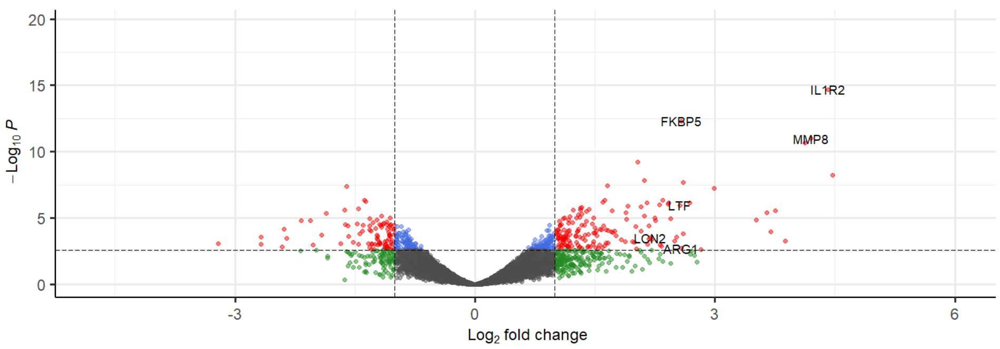 20
15
10
5
0
−Log10 P
IL1R2
FKBP5
MMP8
LTF
LCN2
ARG1
-3
0
3
6
Log2 fold change